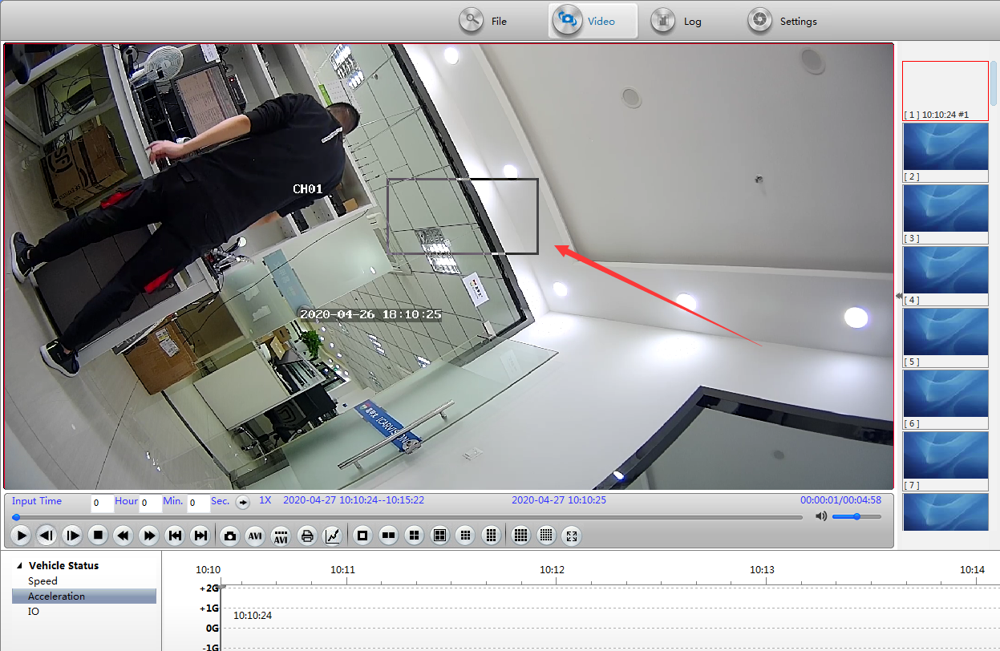 File Video Log Settings
CH01
2020-04-26 18:10:25
ICARVISIONS
[ 1 ] 10:10:24 #1
[ 2 ]
[ 3 ]
[ 4 ]
[ 5 ]
[ 6 ]
[ 7 ]
Input Time 0 Hour 0 Min. 0 Sec. 1X 2020-04-27 10:10:24--10:15:22 2020-04-27 10:10:25 00:00:01/00:04:58
AVI AVI
Vehicle Status
Speed
Acceleration
IO
10:10 10:11 10:12 10:13 10:14
+2G
+1G
10:10:24
0G
-1G